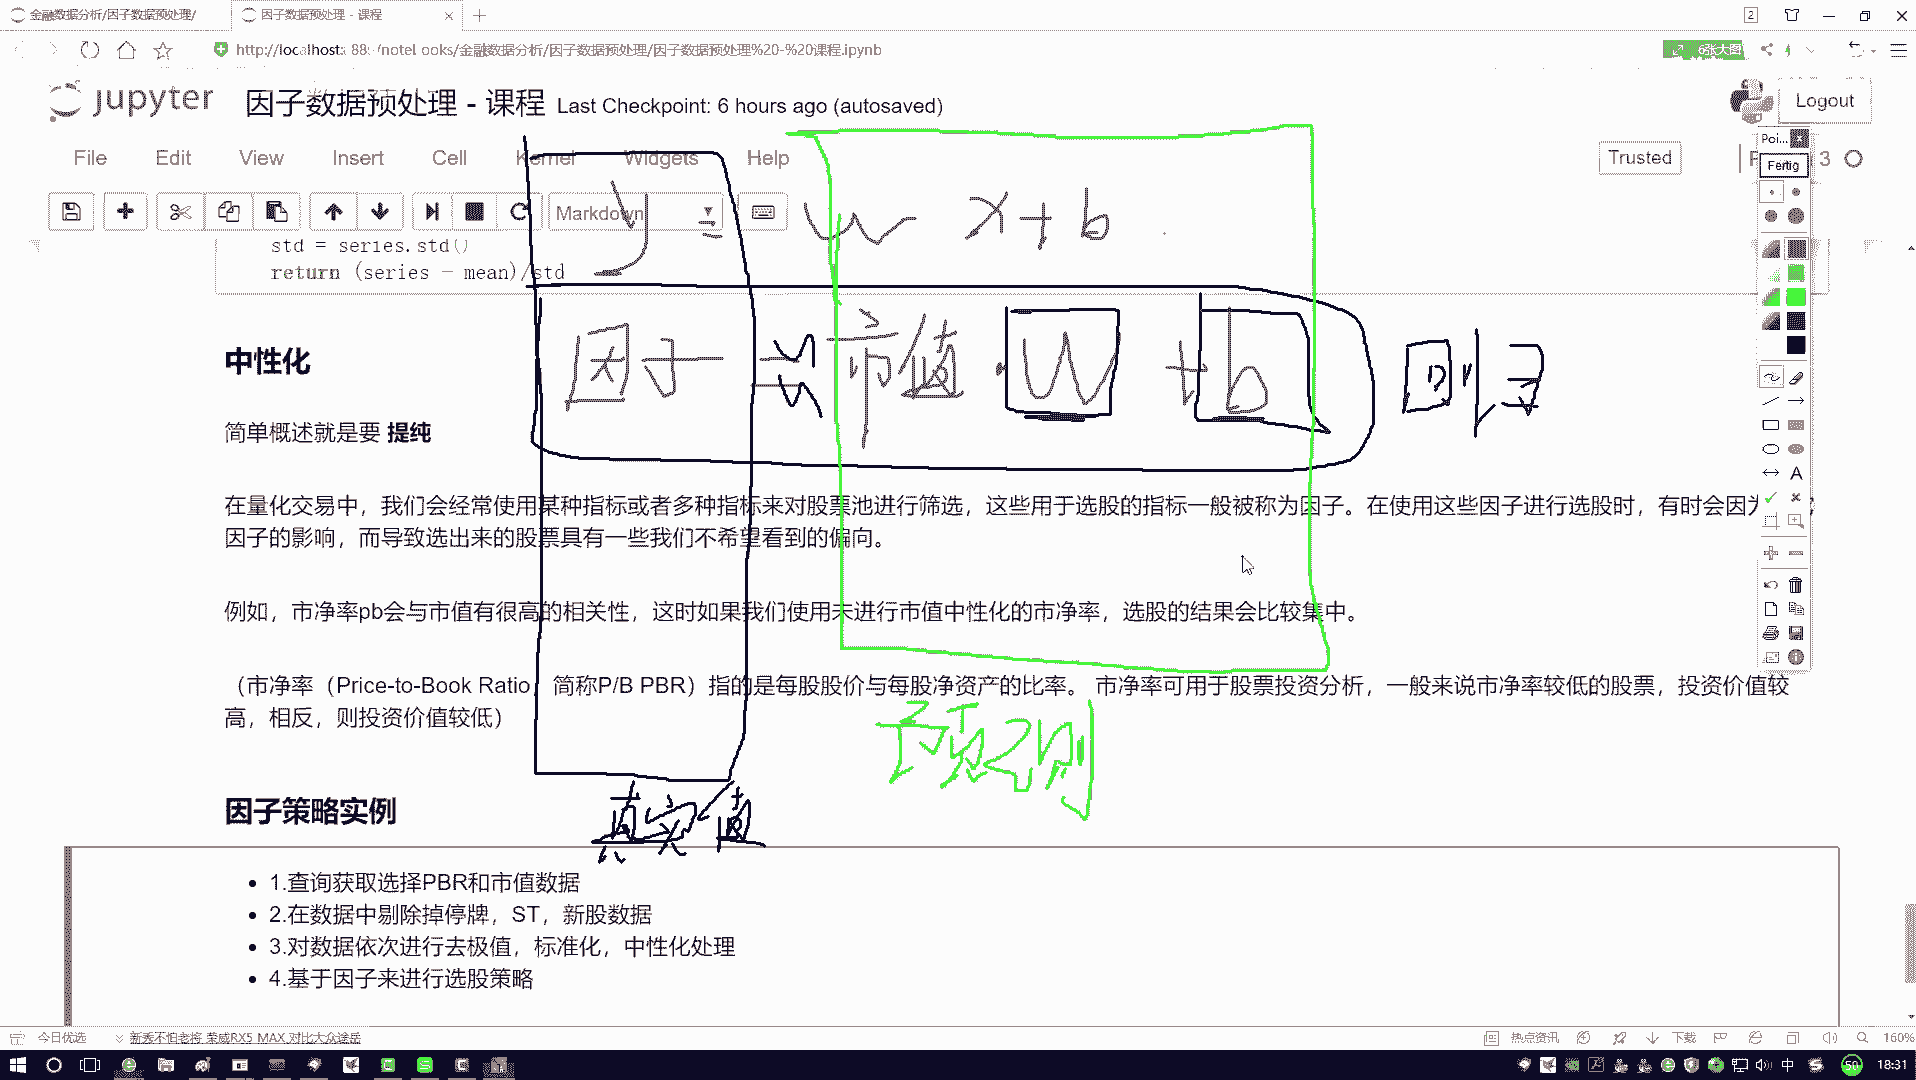 金融数据分析/因子数据预处理/
因子数据预处理 - 课程
2
http://localhost:888/notebooks/金融数据分析/因子数据预处理/因子数据预处理%20-%20课程.ipynb
6张大图
jupyter 因子数据预处理 - 课程 Last Checkpoint: 6 hours ago (autosaved)
Logout
File Edit View Insert Cell Kernel Widgets Help
Trusted
3
Poi...
Fertig
Markdown
y = w x + b
std = series.std()
return (series - mean)/std
因子 = 市值 · W + b
回归
中性化
简单概述就是要 提纯
在量化交易中，我们会经常使用某种指标或者多种指标来对股票池进行筛选，这些用于选股的指标一般被称为因子。在使用这些因子进行选股时，有时会因为
因子的影响，而导致选出来的股票具有一些我们不希望看到的偏向。
例如，市净率pb会与市值有很高的相关性，这时如果我们使用未进行市值中性化的市净率，选股的结果会比较集中。
（市净率（Price-to-Book Ratio，简称P/B PBR）指的是每股股价与每股净资产的比率。 市净率可用于股票投资分析，一般来说市净率较低的股票，投资价值较
高，相反，则投资价值较低）
预测
因子策略实例
真实值
1.查询获取选择PBR和市值数据
2.在数据中剔除掉停牌，ST，新股数据
3.对数据依次进行去极值，标准化，中性化处理
4.基于因子来进行选股策略
今日优选
新秀不怕老将 荣威RX5 MAX 对比大众途岳
热点资讯
下载
160%
中
50
18:31